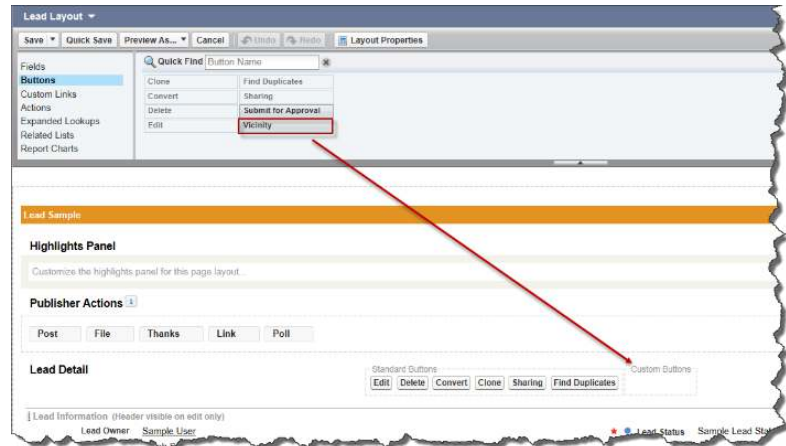 Lead Layout
Save Quick Save Preview As... Cancel Undo Redo Layout Properties
Fields
Buttons
Custom Links
Actions
Expanded Lookups
Related Lists
Report Charts
Quick Find Button Name
Clone Find Duplicates
Convert Sharing
Delete Submit for Approval
Edit Vicinity
Lead Sample
Highlights Panel
Customize the highlights panel for this page layout...
Publisher Actions
Post File Thanks Link Poll
Lead Detail
Standard Buttons Custom Buttons
Edit Delete Convert Clone Sharing Find Duplicates
Lead Information (Header visible on edit only)
Lead Owner Sample User Lead Status Sample Lead